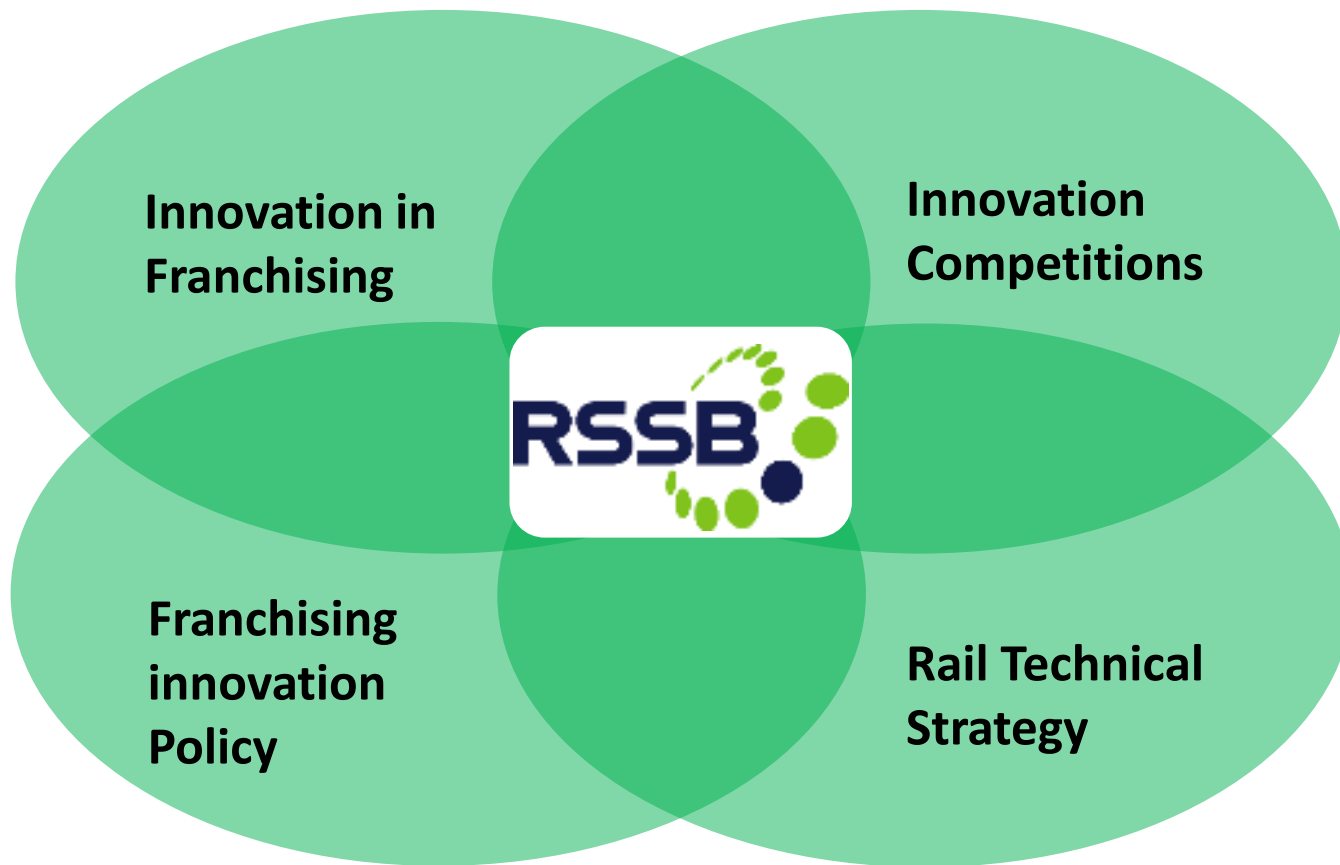 Innovation in
Franchising
Innovation
Competitions
RSSB
Franchising
innovation
Policy
Rail Technical
Strategy